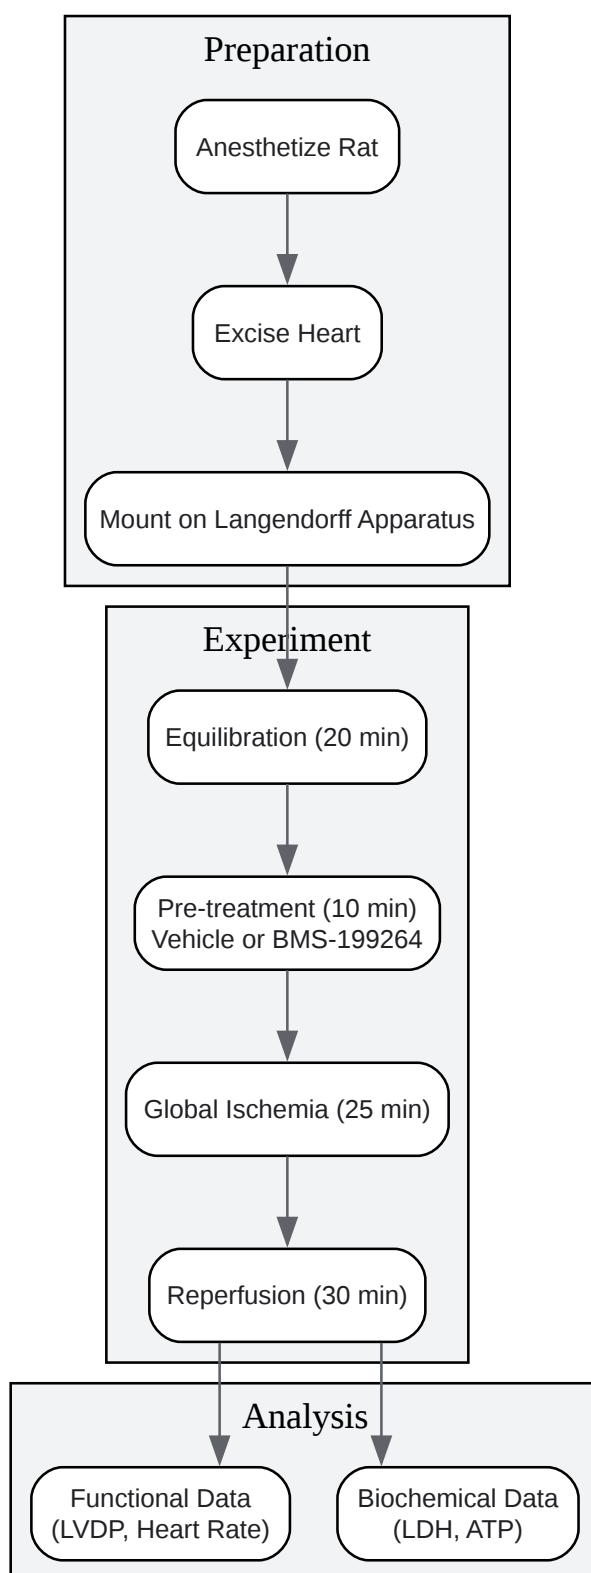 Preparation
Anesthetize Rat
Excise Heart
Mount on Langendorff Apparatus
Experiment
Equilibration (20 min)
Pre-treatment (10 min)
Vehicle or BMS-199264
Global Ischemia (25 min)
Reperfusion (30 min)
Analysis
Functional Data
(LVDP, Heart Rate)
Biochemical Data
(LDH, ATP)